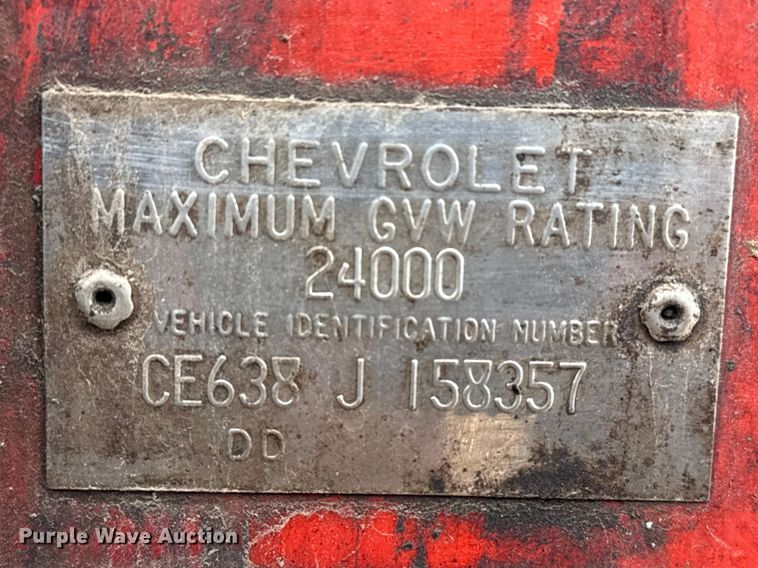 CHEVROLET
MAXIMUM GVW RATING
24000
VEHICLE IDENTIFICATION NUMBER
CE638 J 158357
DD
Purple Wave Auction®